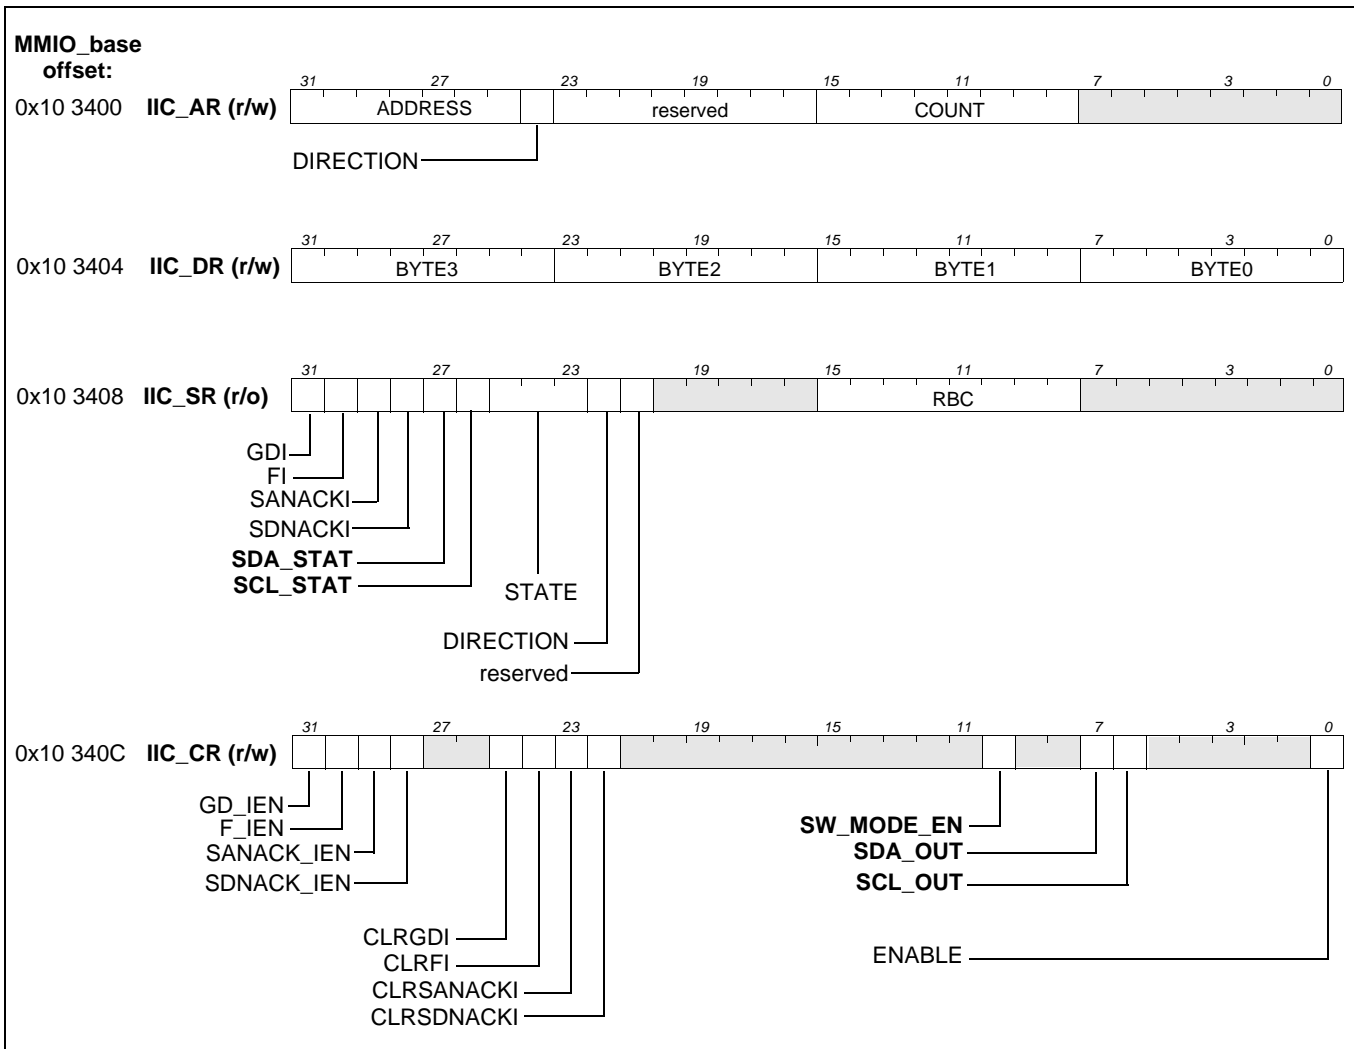 MMIO_base
offset:
31 27 23 19 15 11 7 3 0
0x10 3400 IIC_AR (r/w) ADDRESS reserved COUNT
DIRECTION
31 27 23 19 15 11 7 3 0
0x10 3404 IIC_DR (r/w) BYTE3 BYTE2 BYTE1 BYTE0
31 27 23 19 15 11 7 3 0
0x10 3408 IIC_SR (r/o) RBC
GDI
FI
SANACKI
SDNACKI
SDA_STAT
SCL_STAT
STATE
DIRECTION
reserved
31 27 23 19 15 11 7 3 0
0x10 340C IIC_CR (r/w)
GD_IEN
F_IEN
SANACK_IEN
SDNACK_IEN
SW_MODE_EN
SDA_OUT
SCL_OUT
CLRGDI
CLRFI
CLRSANACKI
CLRSDNACKI
ENABLE